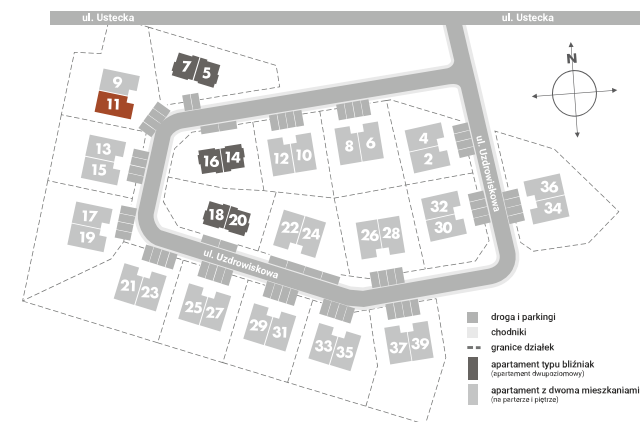 ul. Ustecka
ul. Ustecka
N
7 5
9
11
13
15
16 14
12 10
8 6
4
2
ul. Uzdrowiskowa
36
34
17
19
18 20
22 24
26 28
32
30
ul. Uzdrowiskowa
21 23
25 27
29 31
33 35
37 39
droga i parkingi
chodniki
granice działek
apartament typu bliźniak
(apartament dwupoziomowy)
apartament z dwoma mieszkaniami
(na parterze i piętrze)